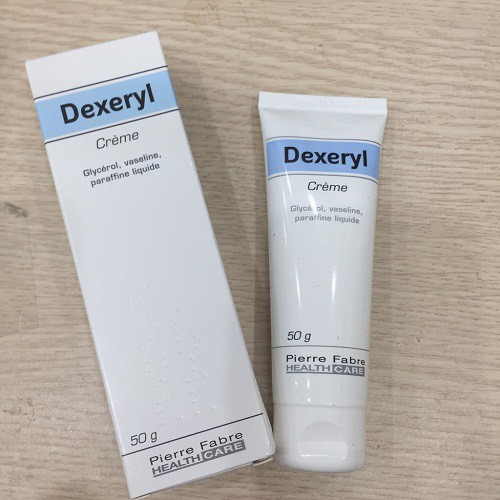 Dexeryl
Crème
Glycérol, vaseline,
paraffine liquide
50 g
Pierre Fabre
HEALTH CARE
Dexeryl
Crème
Glycérol, vaseline,
paraffine liquide
50 g
Pierre Fabre
HEALTH CARE